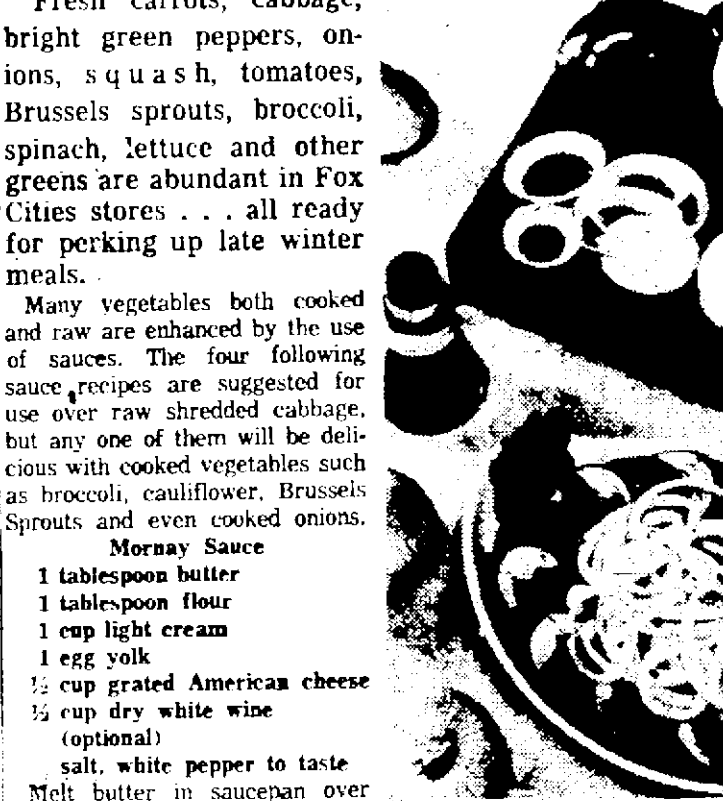 Fresh carrots, cabbage,
bright green peppers, on-
ions, squash, tomatoes,
Brussels sprouts, broccoli,
spinach, lettuce and other
greens are abundant in Fox
Cities stores . . . all ready
for perking up late winter
meals.
Many vegetables both cooked
and raw are enhanced by the use
of sauces. The four following
sauce recipes are suggested for
use over raw shredded cabbage,
but any one of them will be deli-
cious with cooked vegetables such
as broccoli, cauliflower, Brussels
Sprouts and even cooked onions.
Mornay Sauce
1 tablespoon butter
1 tablespoon flour
1 cup light cream
1 egg yolk
cup grated American cheese
cup dry white wine
(optional)
salt, white pepper to taste
Melt butter in saucepan over